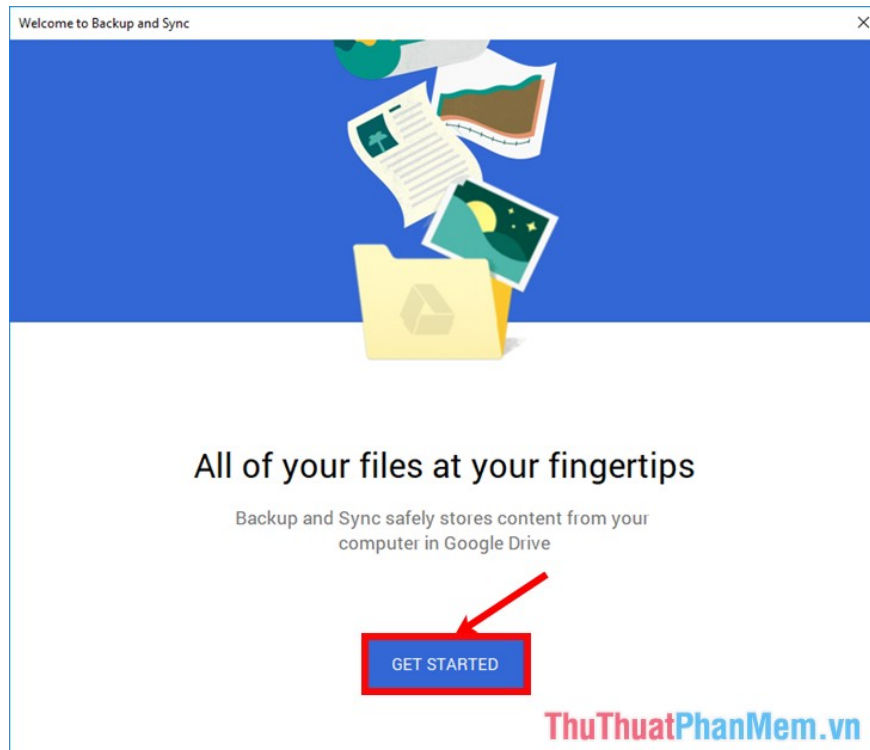 Welcome to Backup and Sync
All of your files at your fingertips
Backup and Sync safely stores content from your
computer in Google Drive
GET STARTED
ThuThuatPhanMem.vn